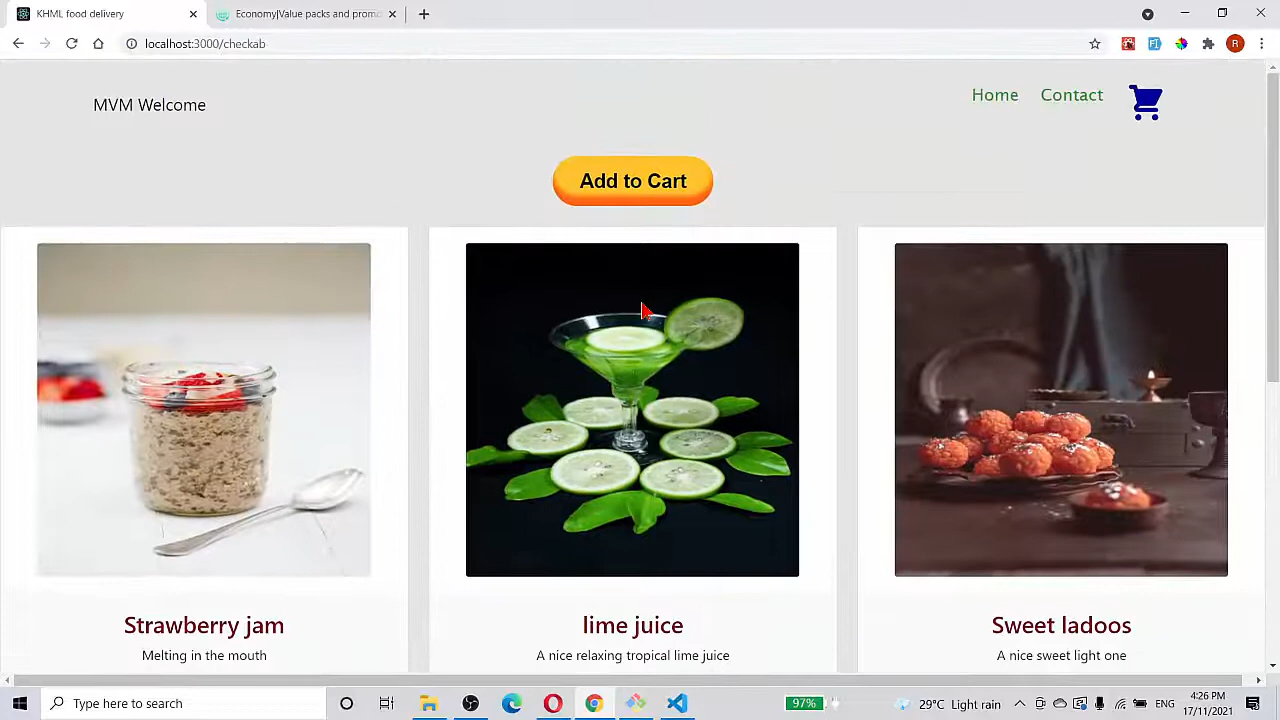 KHML food delivery
Economy|Value packs and promo
localhost:3000/checkab
R
MVM Welcome
Home
Contact
Add to Cart
Strawberry jam
lime juice
Sweet ladoos
Melting in the mouth
A nice relaxing tropical lime juice
A nice sweet light one
Type here to search
97%
29°C Light rain
ENG
4:26 PM
17/11/2021